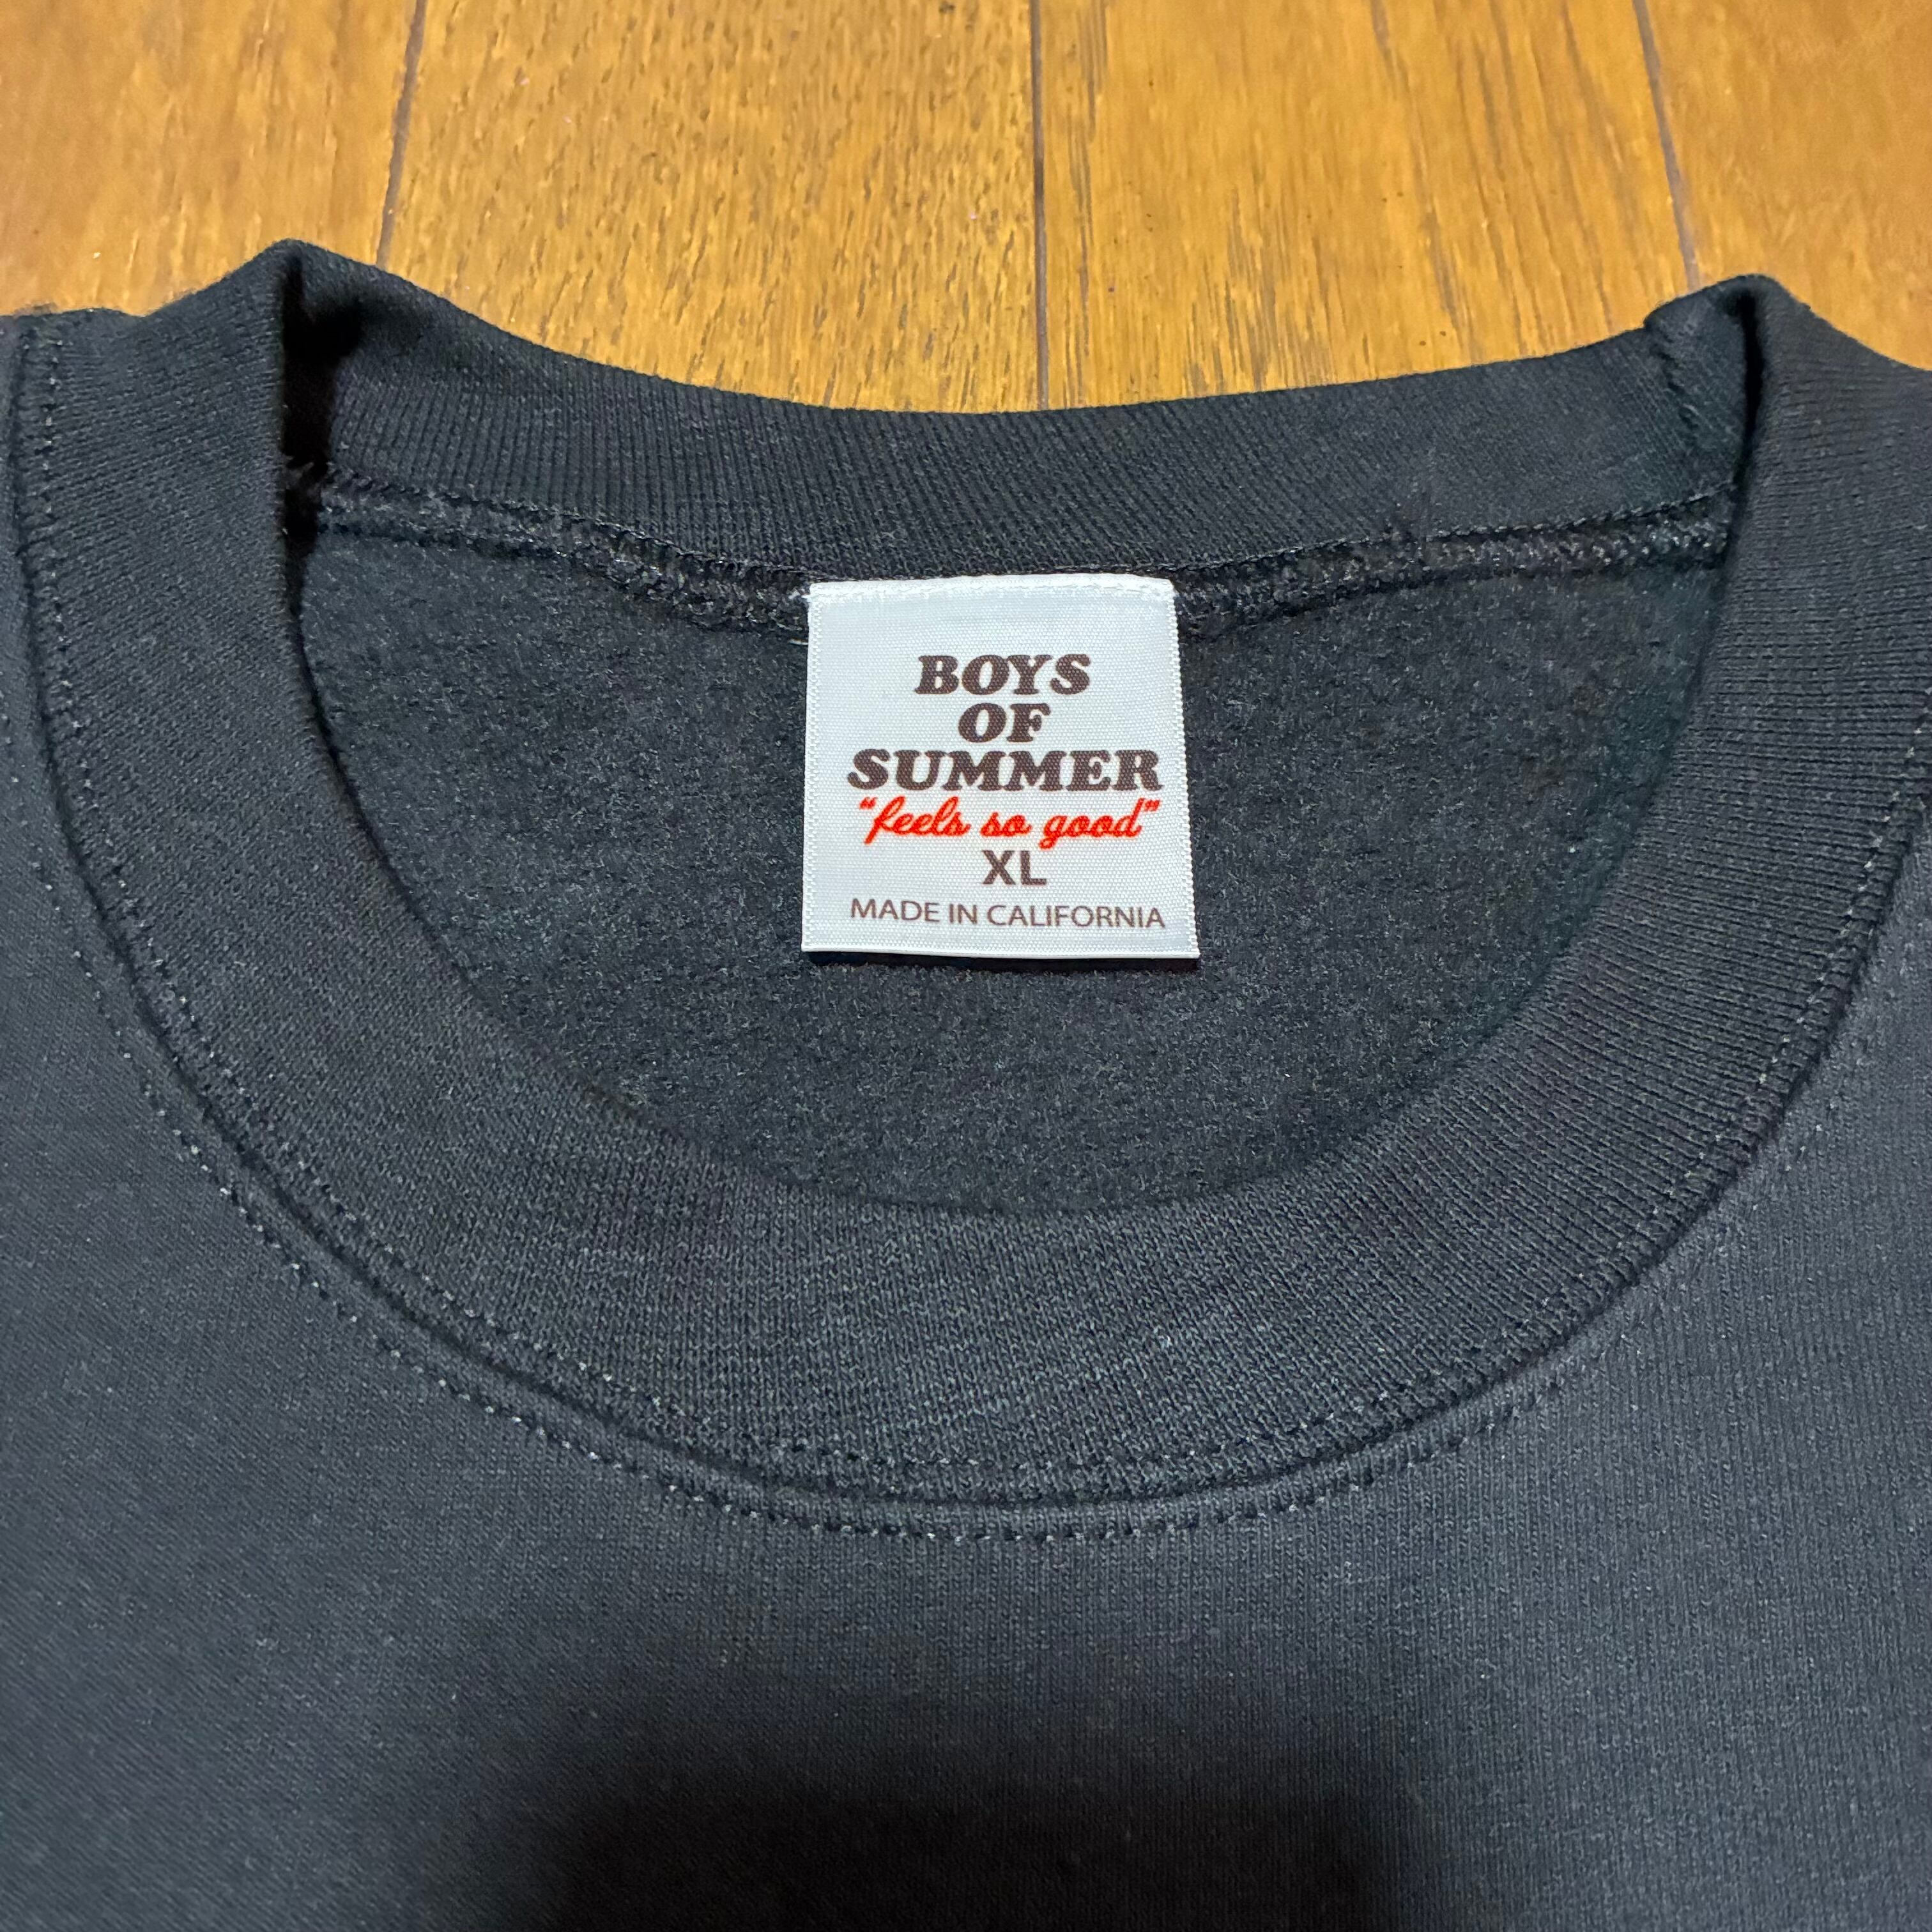 BOYS
OF
SUMMER
"feels so good"
XL
MADE IN CALIFORNIA